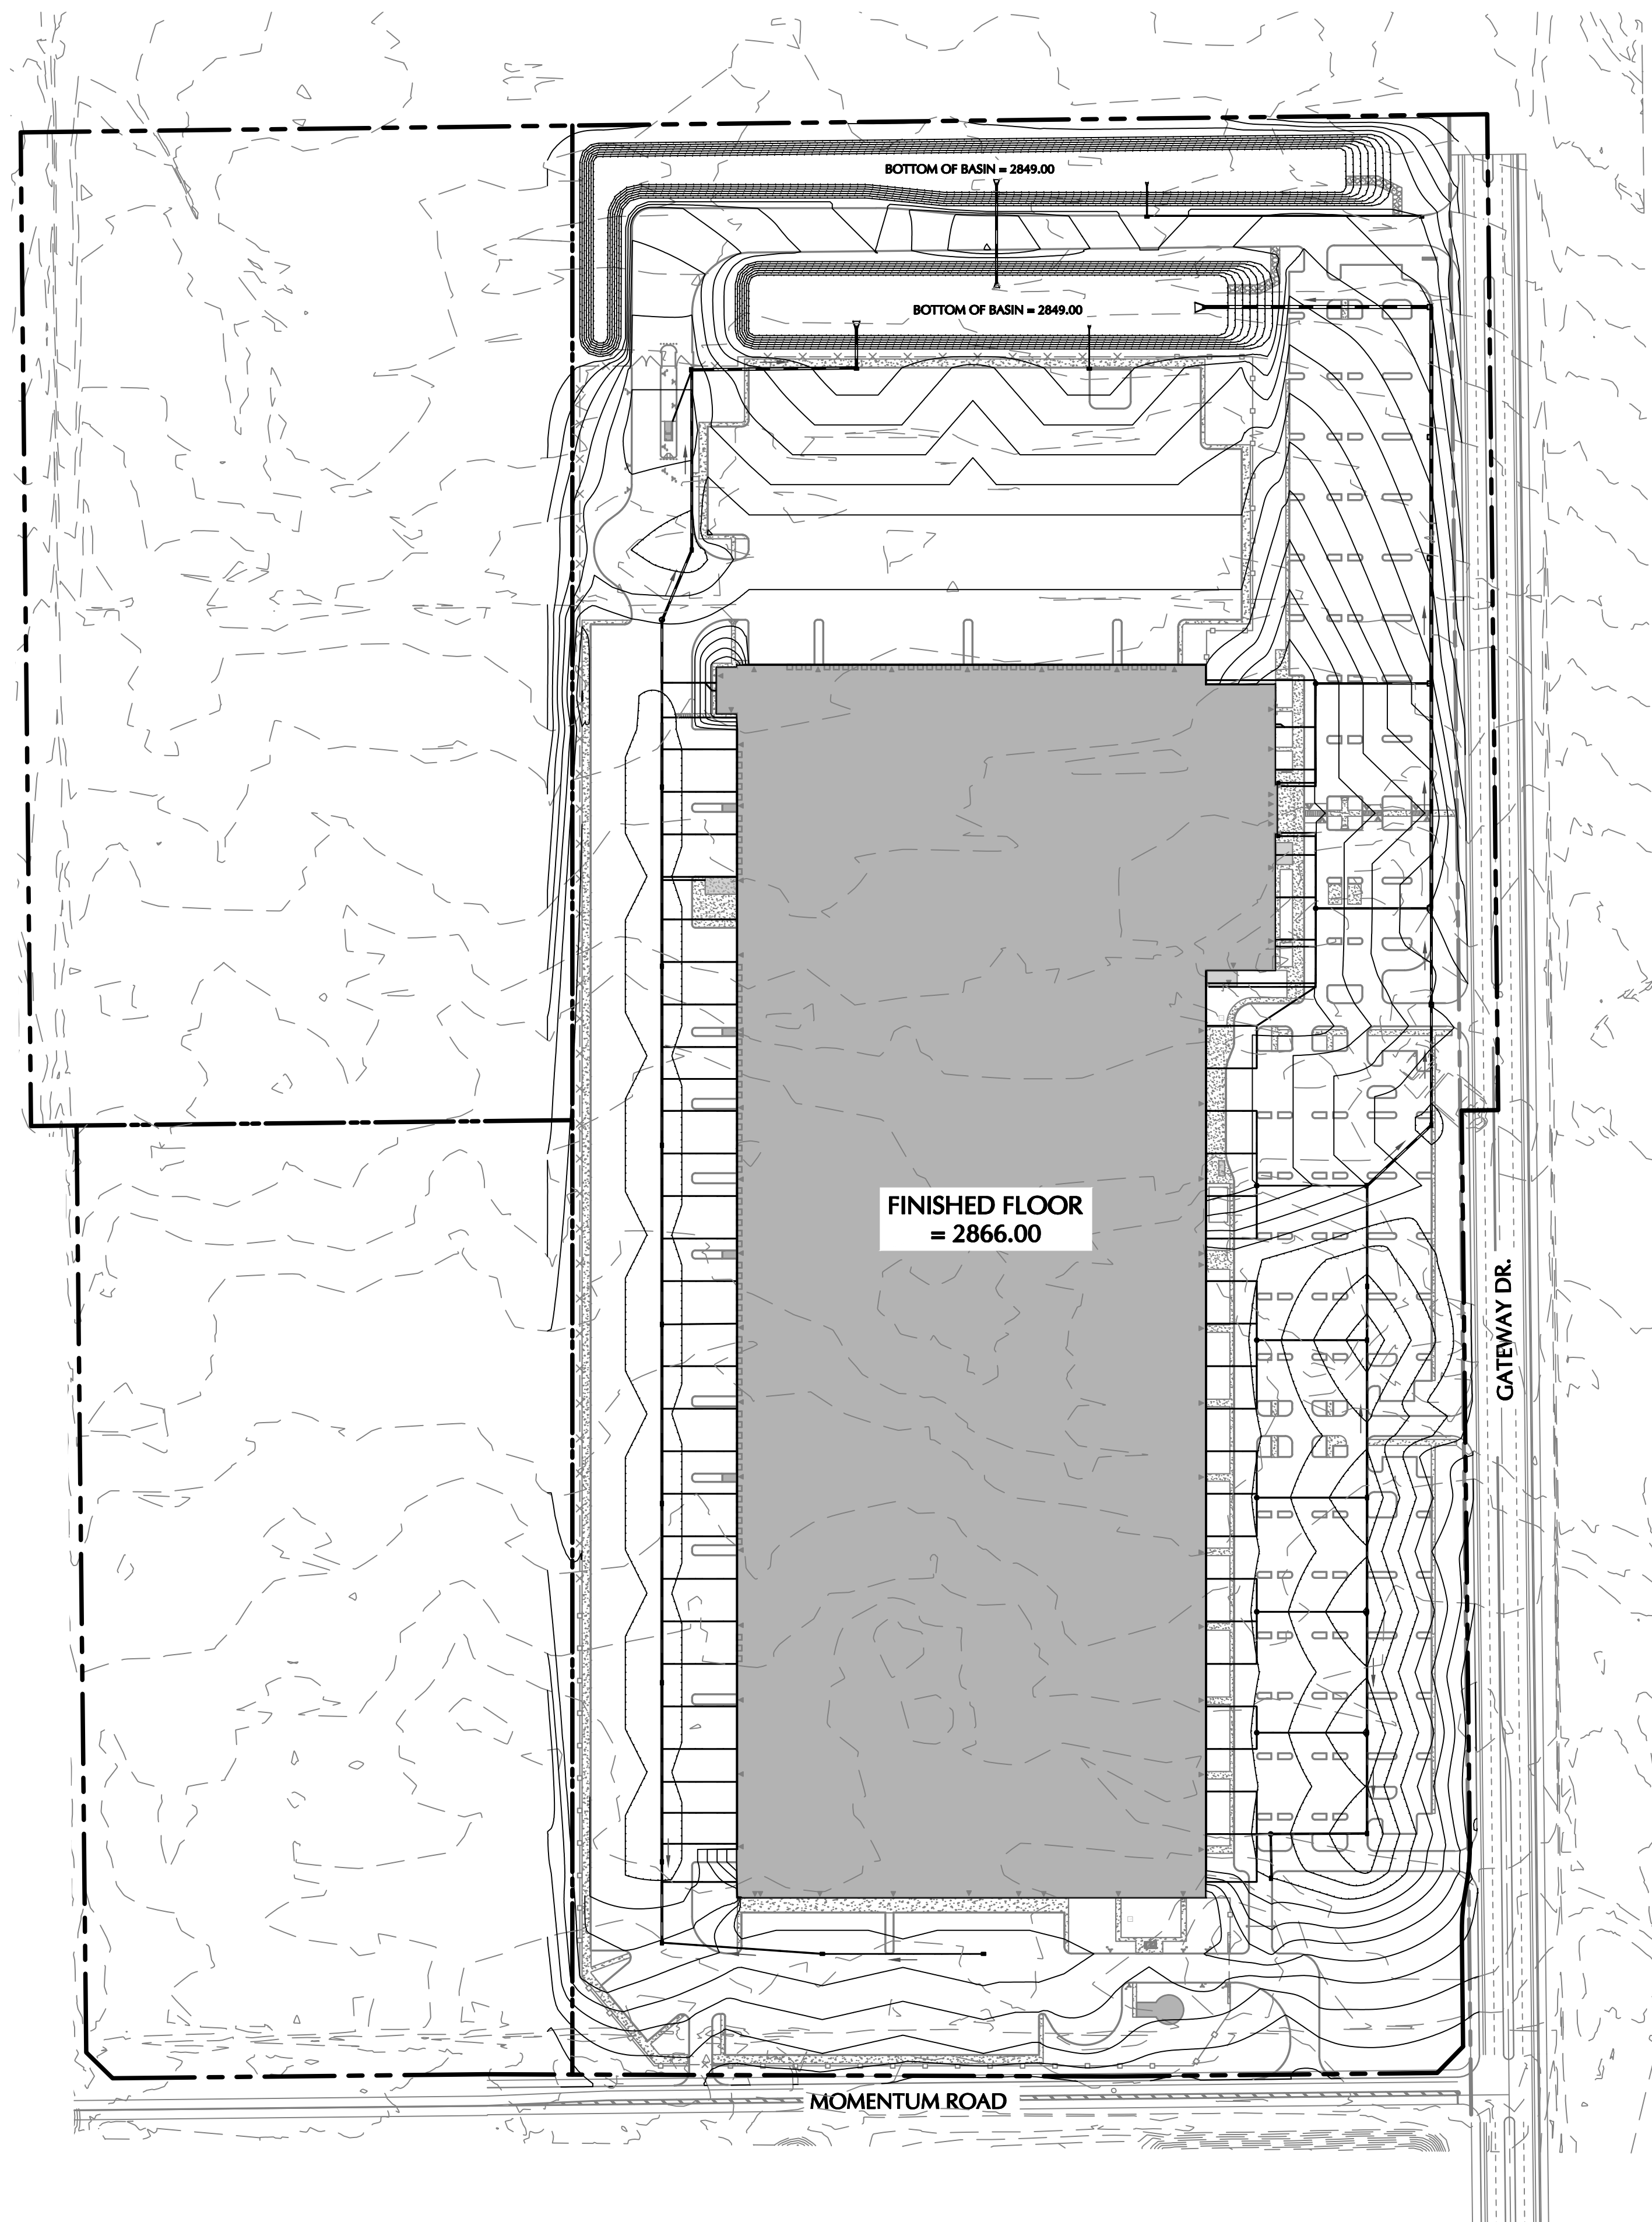 BOTTOM OF BASIN = 2849.00
BOTTOM OF BASIN = 2849.00
FINISHED FLOOR
= 2866.00
GATEWAY DR.
MOMENTUM ROAD